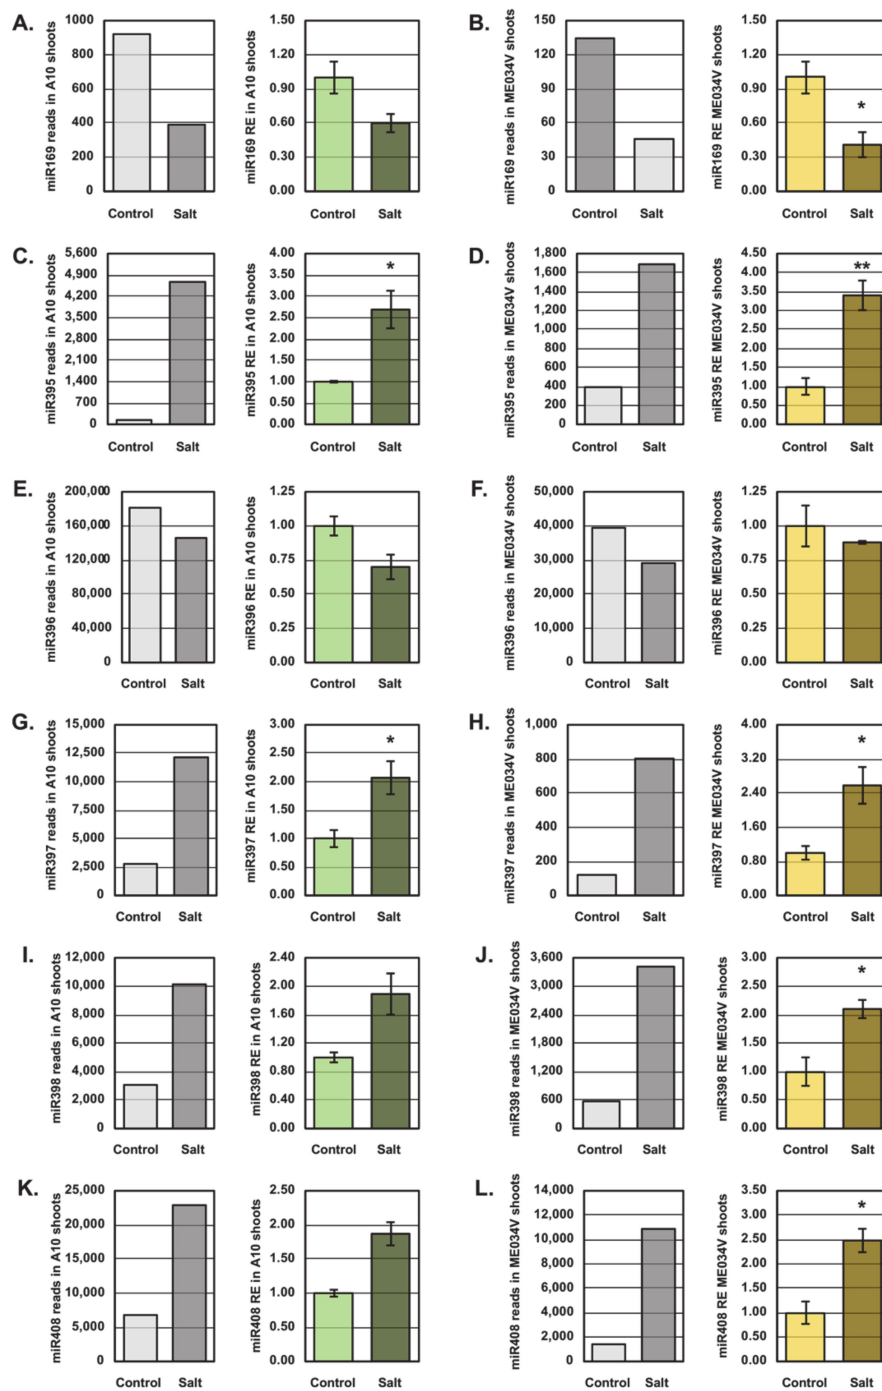 A.
miR169 reads in A10 shoots
1000
800
600
400
200
0
Control Salt
miR169 RE in A10 shoots
1.50
1.20
0.90
0.60
0.30
0.00
Control Salt
B.
miR169 reads in ME034V shoots
150
120
90
60
30
0
Control Salt
miR169 RE ME034V shoots
1.50
1.20
0.90
0.60
0.30
0.00
*
Control Salt
C.
miR395 reads in A10 shoots
5,600
4,900
4,200
3,500
2,800
2,100
1,400
700
0
Control Salt
miR395 RE in A10 shoots
4.00
3.50
3.00
2.50
2.00
1.50
1.00
0.50
0.00
*
Control Salt
D.
miR395 reads in ME034V shoots
1,800
1,600
1,400
1,200
1,000
800
600
400
200
0
Control Salt
miR395 RE ME034V shoots
4.50
4.00
3.50
3.00
2.50
2.00
1.50
1.00
0.50
0.00
**
Control Salt
E.
miR396 reads in A10 shoots
200,000
160,000
120,000
80,000
40,000
0
Control Salt
miR396 RE in A10 shoots
1.25
1.00
0.75
0.50
0.25
0.00
Control Salt
F.
miR396 reads in ME034V shoots
50,000
40,000
30,000
20,000
10,000
0
Control Salt
miR396 RE ME034V shoots
1.25
1.00
0.75
0.50
0.25
0.00
Control Salt
G.
miR397 reads in A10 shoots
15,000
12,500
10,000
7,500
5,000
2,500
0
Control Salt
miR397 RE in A10 shoots
3.00
2.50
2.00
1.50
1.00
0.50
0.00
*
Control Salt
H.
miR397 reads in ME034V shoots
1,000
800
600
400
200
0
Control Salt
miR397 RE ME034V shoots
4.00
3.20
2.40
1.60
0.80
0.00
*
Control Salt
I.
miR398 reads in A10 shoots
12,000
10,000
8,000
6,000
4,000
2,000
0
Control Salt
miR398 RE in A10 shoots
2.40
2.00
1.60
1.20
0.80
0.40
0.00
Control Salt
J.
miR398 reads in ME034V shoots
3,600
3,000
2,400
1,800
1,200
600
0
Control Salt
miR398 RE ME034V shoots
3.00
2.50
2.00
1.50
1.00
0.50
0.00
*
Control Salt
K.
miR408 reads in A10 shoots
25,000
20,000
15,000
10,000
5,000
0
Control Salt
miR408 RE in A10 shoots
2.50
2.00
1.50
1.00
0.50
0.00
Control Salt
L.
miR408 reads in ME034V shoots
14,000
12,000
10,000
8,000
6,000
4,000
2,000
0
Control Salt
miR408 RE ME034V shoots
3.50
3.00
2.50
2.00
1.50
1.00
0.50
0.00
*
Control Salt